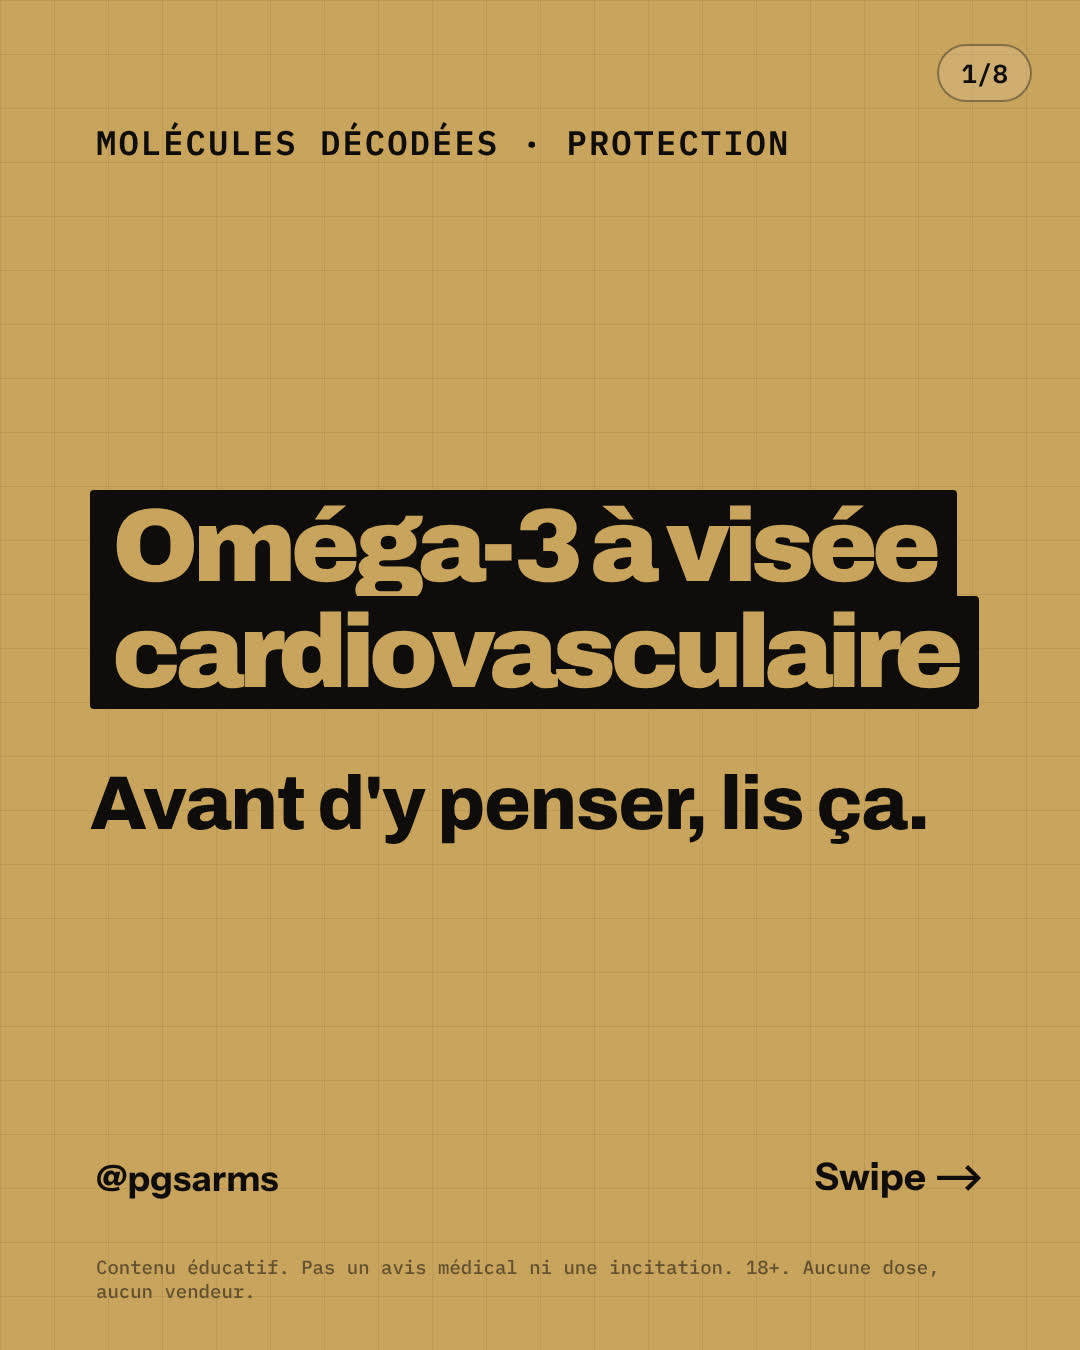 1/8
MOLÉCULES DÉCODÉES · PROTECTION
Oméga-3 à visée
cardiovasculaire
Avant d'y penser, lis ça.
@pgsarms
Swipe →
Contenu éducatif. Pas un avis médical ni une incitation. 18+. Aucune dose,
aucun vendeur.